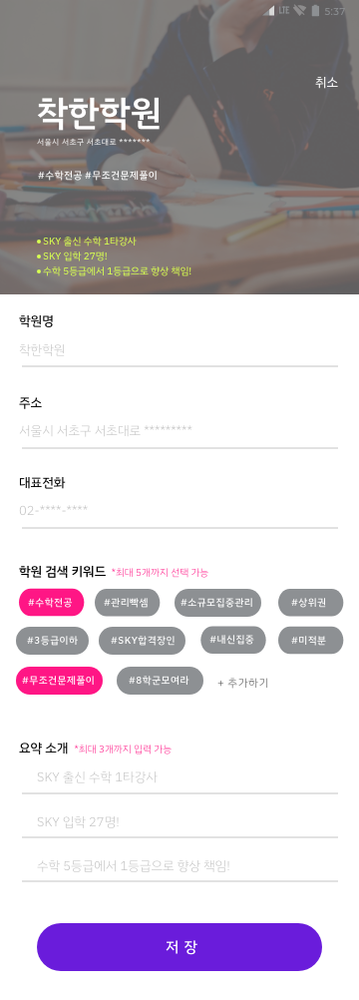 LTE 5:37
취소
착한학원
서울시 서초구 서초대로 *******
#수학전공 #무조건문제풀이
SKY 출신 수학 1타강사
SKY 입학 27명!
수학 5등급에서 1등급으로 향상 책임!
학원명
착한학원
주소
서울시 서초구 서초대로 *********
대표전화
02-****-****
학원 검색 키워드 *최대 5개까지 선택 가능
#수학전공 #관리빡셈 #소규모집중관리 #상위권
#3등급이하 #SKY합격장인 #내신집중 #미적분
#무조건문제풀이 #8학군모여라 + 추가하기
요약 소개 *최대 3개까지 입력 가능
SKY 출신 수학 1타강사
SKY 입학 27명!
수학 5등급에서 1등급으로 향상 책임!
저 장